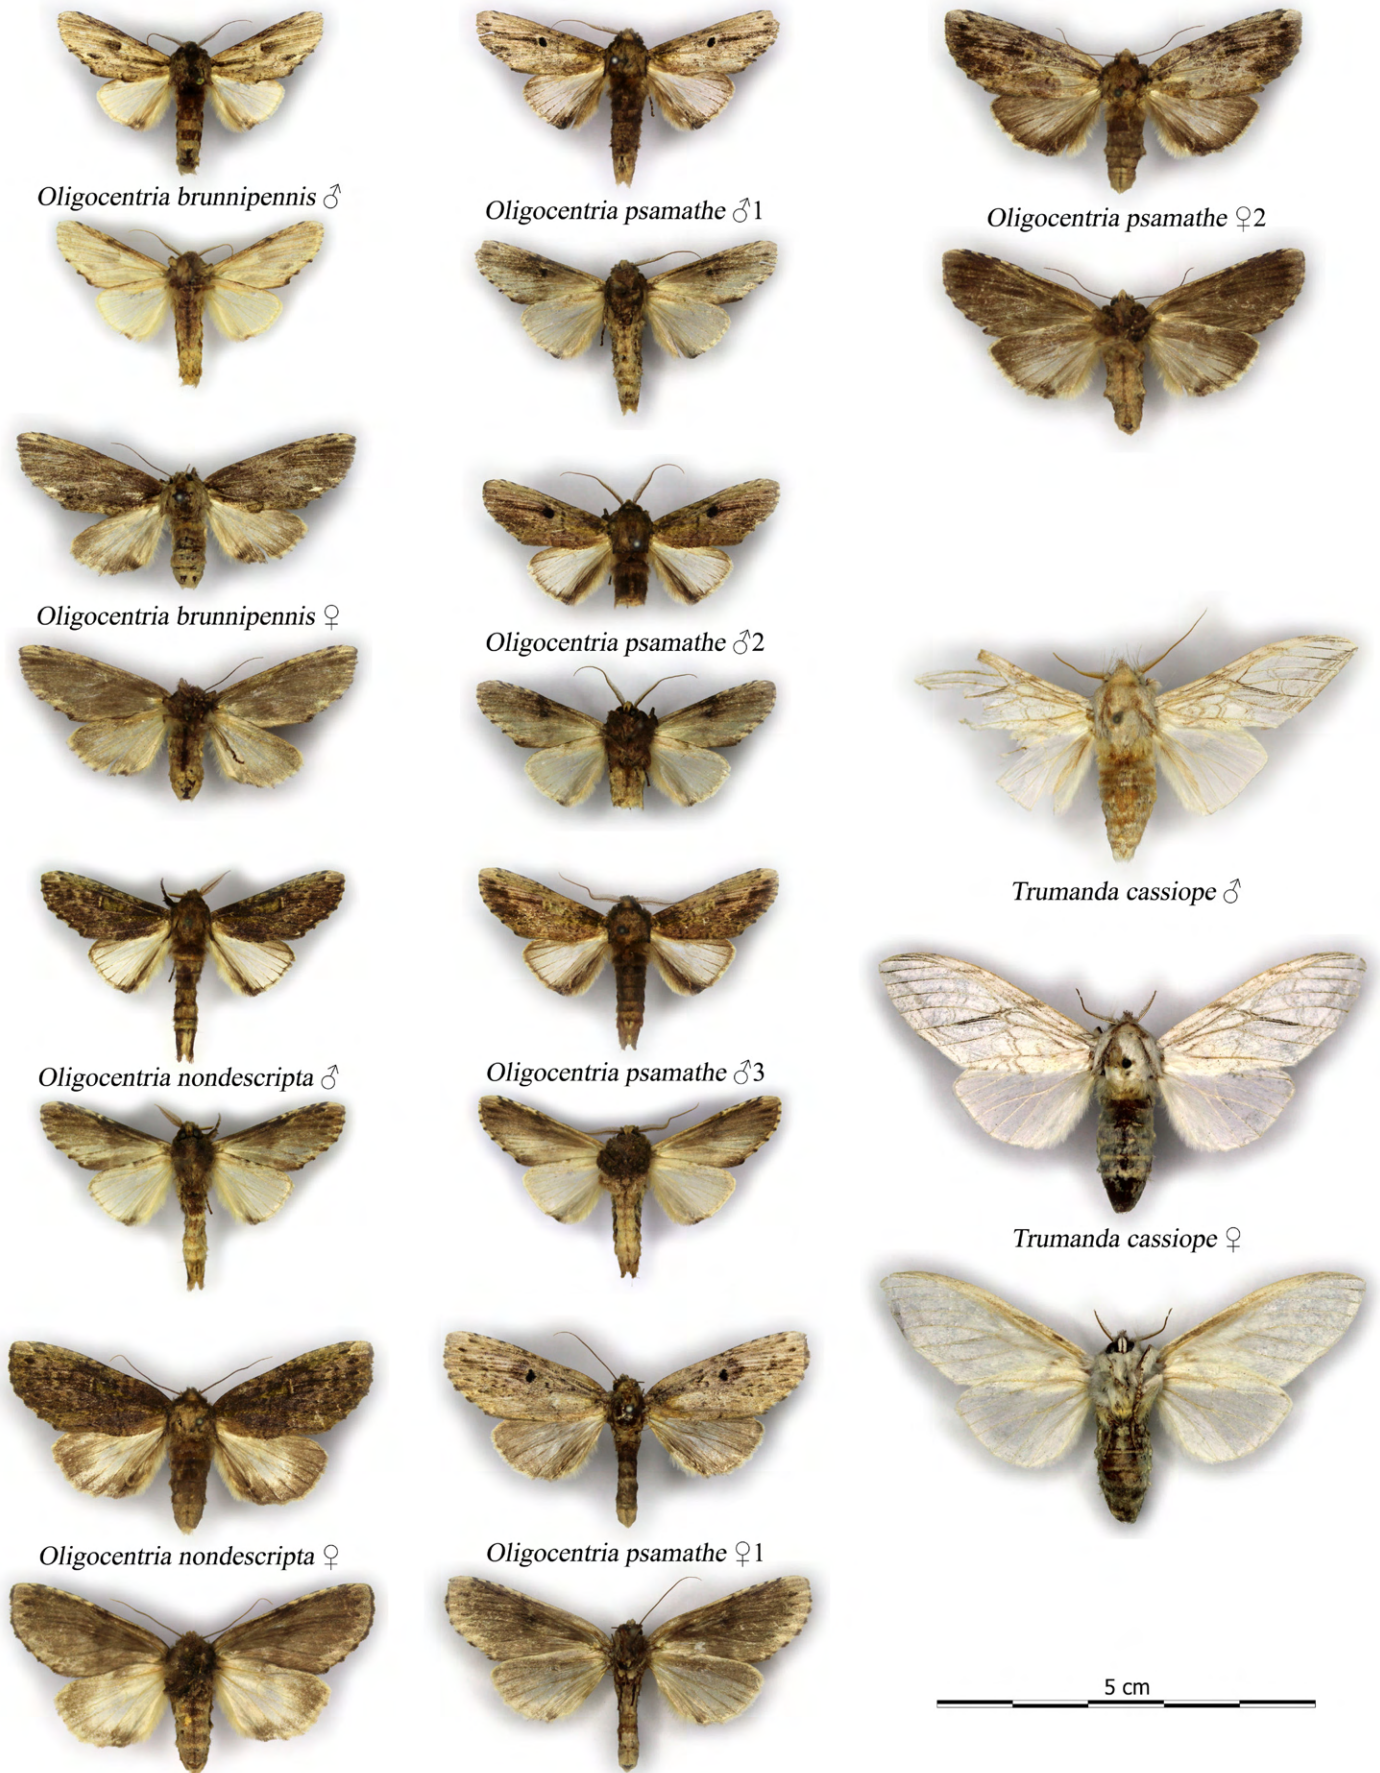 Oligocentria brunnipennis ♂
Oligocentria psamathe ♂1
Oligocentria psamathe ♀2
Oligocentria brunnipennis ♀
Oligocentria psamathe ♂2
Trumanda cassiope ♂
Oligocentria nondescripta ♂
Oligocentria psamathe ♂3
Trumanda cassiope ♀
Oligocentria nondescripta ♀
Oligocentria psamathe ♀1
5 cm